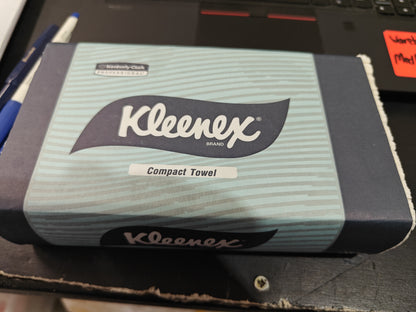 Kimberly-Clark
PROFESSIONAL
Kleenex®
BRAND
Compact Towel
Kleenex